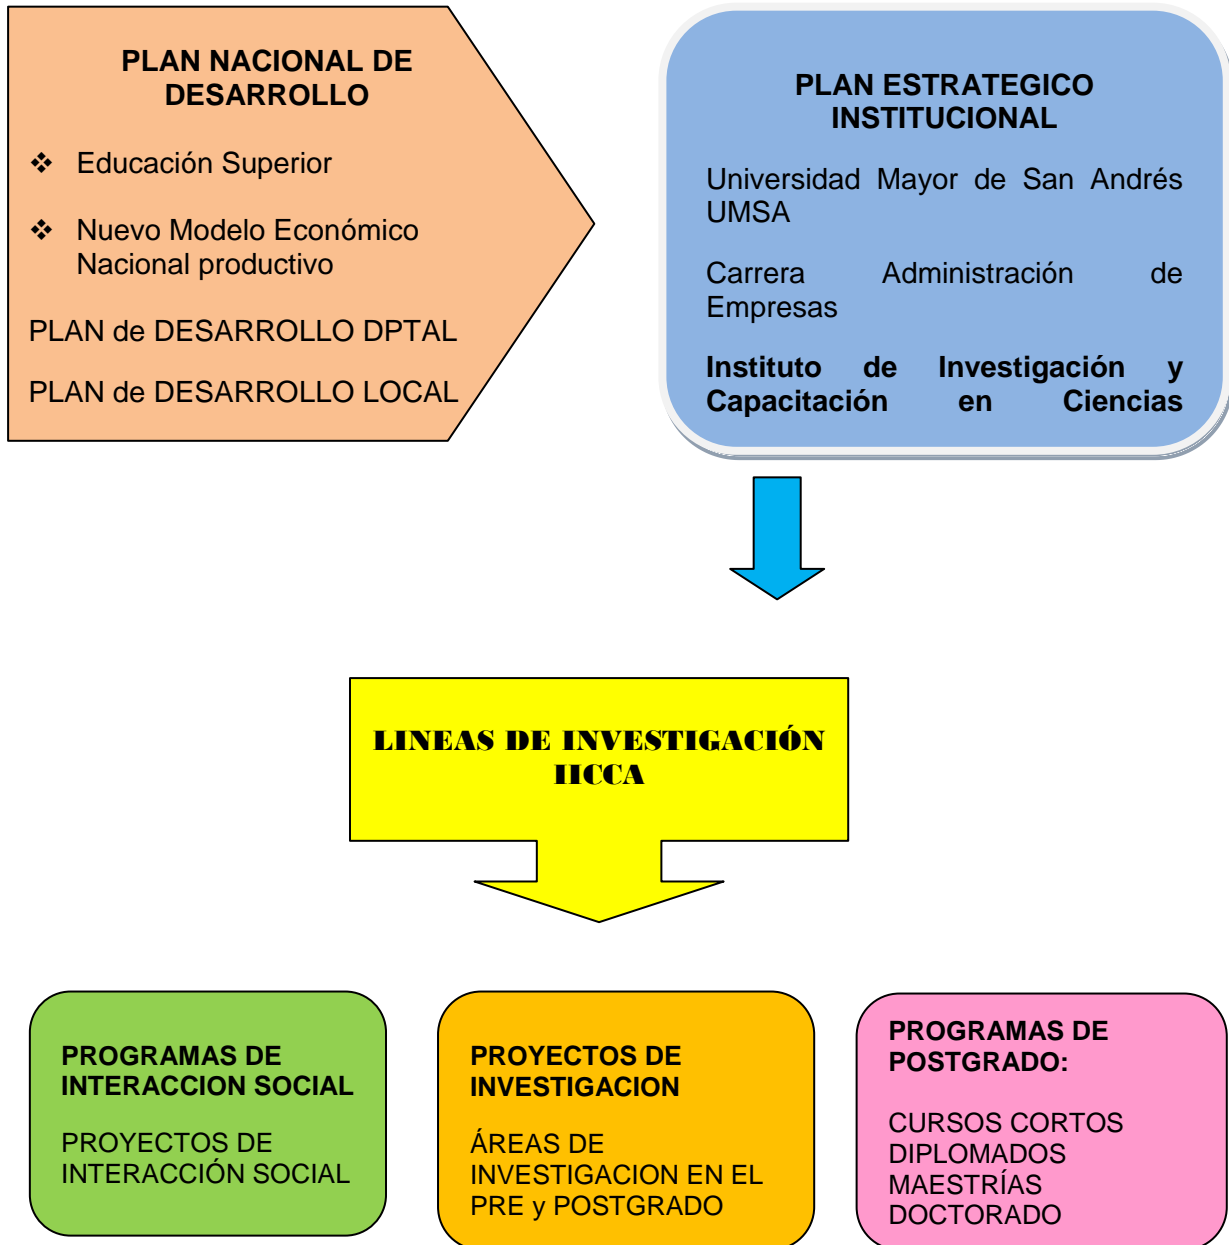 PLAN NACIONAL DE
DESARROLLO
❖ Educación Superior
❖ Nuevo Modelo Económico
Nacional productivo
PLAN de DESARROLLO DPTAL
PLAN de DESARROLLO LOCAL
PLAN ESTRATEGICO
INSTITUCIONAL
Universidad Mayor de San Andrés
UMSA
Carrera Administración de
Empresas
Instituto de Investigación y
Capacitación en Ciencias
LINEAS DE INVESTIGACIÓN
IICCA
PROGRAMAS DE
INTERACCION SOCIAL
PROYECTOS DE
INTERACCIÓN SOCIAL
PROYECTOS DE
INVESTIGACION
ÁREAS DE
INVESTIGACION EN EL
PRE y POSTGRADO
PROGRAMAS DE
POSTGRADO:
CURSOS CORTOS
DIPLOMADOS
MAESTRÍAS
DOCTORADO